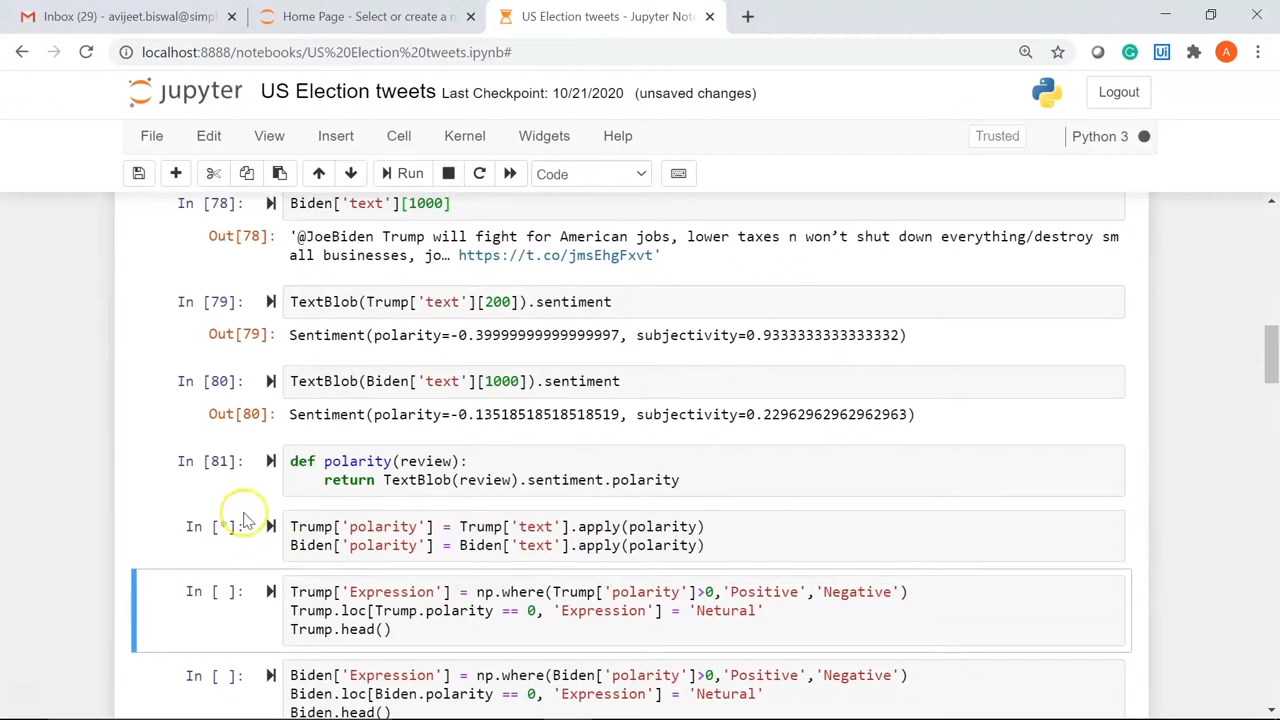 Inbox (29) - avijeet.biswal@simp
Home Page - Select or create a n
US Election tweets - Jupyter Not
localhost:8888/notebooks/US%20Election%20tweets.ipynb#
A
jupyter US Election tweets Last Checkpoint: 10/21/2020 (unsaved changes)
Logout
File Edit View Insert Cell Kernel Widgets Help
Trusted
Python 3
Run
Code
In [78]: Biden['text'][1000]
Out[78]: '@JoeBiden Trump will fight for American jobs, lower taxes n won’t shut down everything/destroy sm
all businesses, jo… https://t.co/jmsEhgFxvt'
In [79]: TextBlob(Trump['text'][200]).sentiment
Out[79]: Sentiment(polarity=-0.39999999999999997, subjectivity=0.9333333333333332)
In [80]: TextBlob(Biden['text'][1000]).sentiment
Out[80]: Sentiment(polarity=-0.13518518518518519, subjectivity=0.22962962962962963)
In [81]: def polarity(review):
return TextBlob(review).sentiment.polarity
In [*]: Trump['polarity'] = Trump['text'].apply(polarity)
Biden['polarity'] = Biden['text'].apply(polarity)
In [ ]: Trump['Expression'] = np.where(Trump['polarity']>0,'Positive','Negative')
Trump.loc[Trump.polarity == 0, 'Expression'] = 'Netural'
Trump.head()
In [ ]: Biden['Expression'] = np.where(Biden['polarity']>0,'Positive','Negative')
Biden.loc[Biden.polarity == 0, 'Expression'] = 'Netural'
Biden.head()